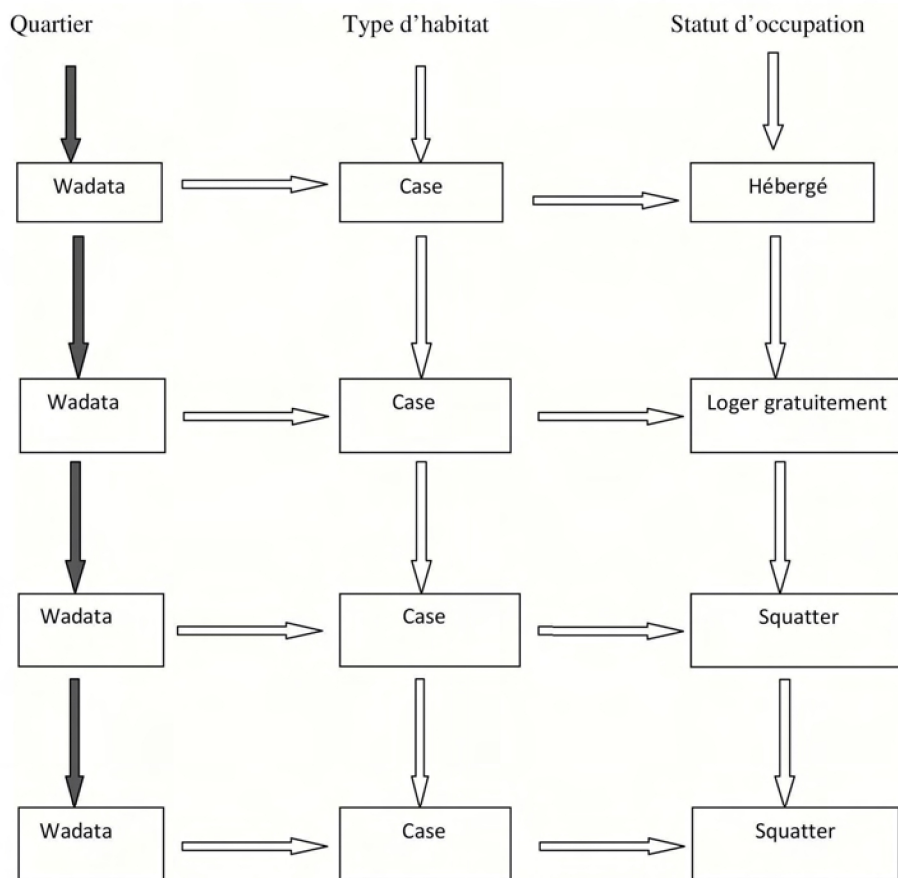 Quartier
Type d'habitat
Statut d'occupation
Wadata
Case
Hébergé
Wadata
Case
Loger gratuitement
Wadata
Case
Squatter
Wadata
Case
Squatter